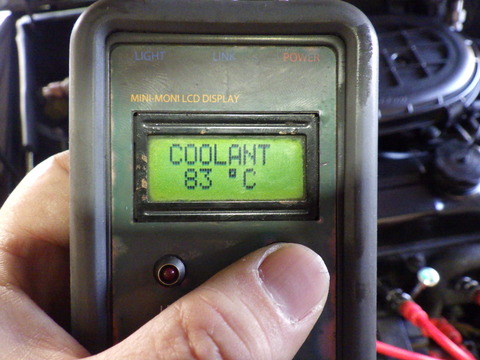 LIGHT LINK POWER
MINI-MONI LCD DISPLAY
COOLANT
83 °C